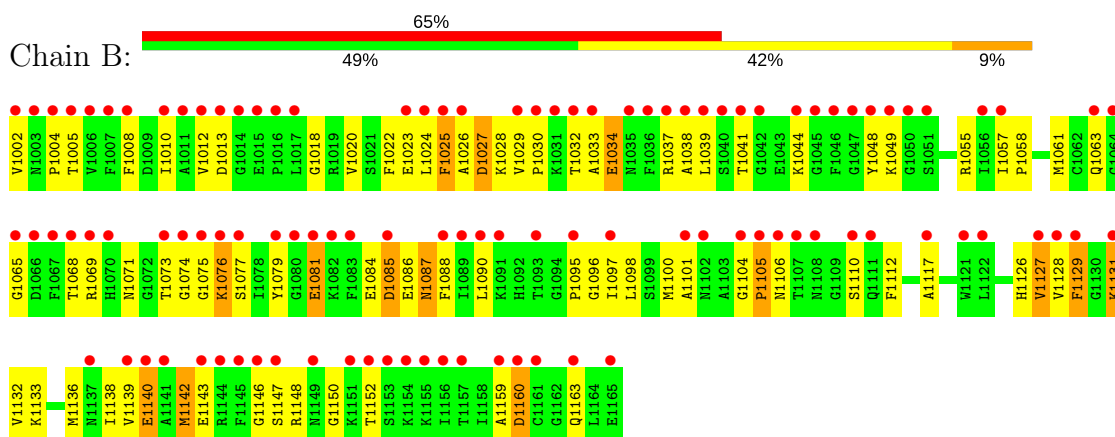 65%
Chain B:
49% 42% 9%
V1002 N1003 P1004 T1005 V1006 F1007 F1008 D1009 I1010 A1011 V1012 D1013 G1014 E1015 P1016 L1017 G1018 R1019 V1020 S1021 F1022 E1023 L1024 F1025 A1026 D1027 K1028 V1029 P1030 K1031 T1032 A1033 E1034 N1035 F1036 R1037 A1038 L1039 S1040 T1041 G1042 E1043 K1044 G1045 F1046 G1047 Y1048 K1049 G1050 S1051 R1055 I1056 I1057 P1058 M1061 C1062 Q1063 G1064
G1065 D1066 F1067 T1068 R1069 H1070 N1071 G1072 T1073 G1074 G1075 K1076 S1077 I1078 Y1079 G1080 E1081 K1082 F1083 E1084 D1085 E1086 N1087 F1088 I1089 L1090 K1091 H1092 T1093 G1094 P1095 G1096 I1097 L1098 S1099 M1100 A1101 N1102 A1103 G1104 P1105 N1106 T1107 N1108 G1109 S1110 Q1111 F1112 A1117 W1121 L1122 H1126 V1127 V1128 F1129 G1130 K1131
V1132 K1133 M1136 N1137 I1138 V1139 E1140 A1141 M1142 E1143 R1144 F1145 G1146 S1147 R1148 N1149 G1150 K1151 T1152 S1153 K1154 K1155 I1156 T1157 I1158 A1159 D1160 C1161 G1162 Q1163 L1164 E1165